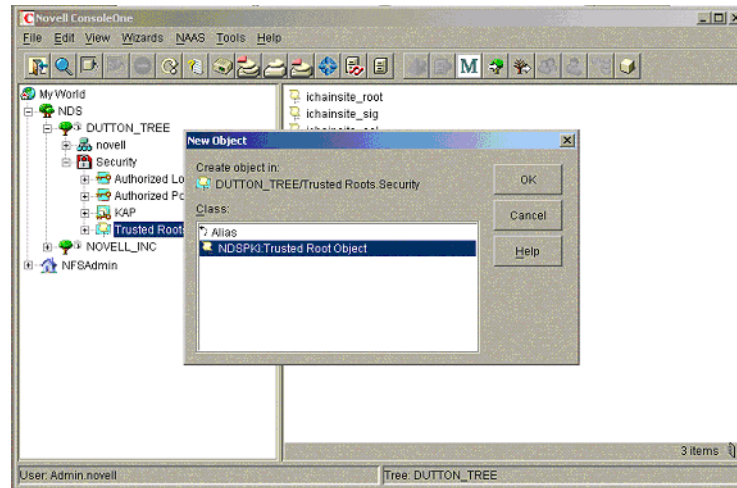 Novell ConsoleOne
File Edit View Wizards NAAS Tools Help
M
My World
NDS
DUTTON_TREE
novell
Security
Authorized Lo
Authorized Po
KAP
Trusted Roots
NOVELL_INC
NFSAdmin
ichainsite_root
ichainsite_sig
New Object
Create object in:
DUTTON_TREE/Trusted Roots.Security
Class:
Alias
NDSPKI:Trusted Root Object
OK
Cancel
Help
3 items
User: Admin.novell
Tree: DUTTON_TREE